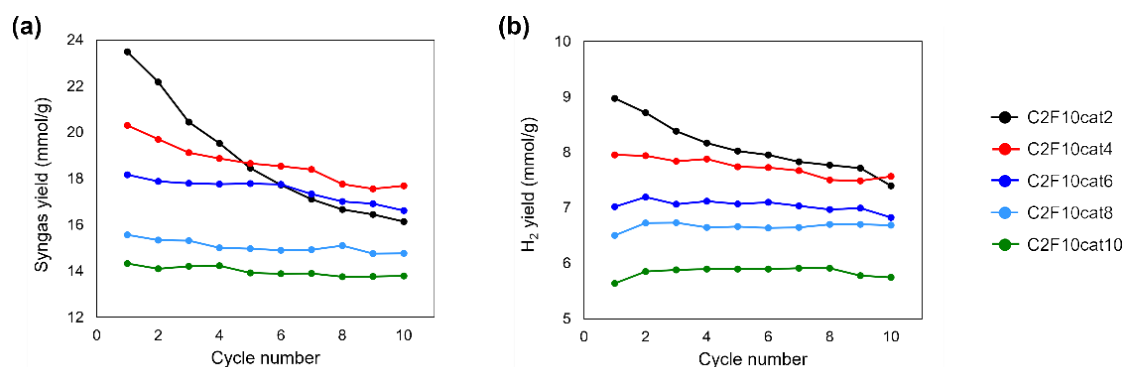 (a)
24
22
20
18
16
14
12
0
2
4
6
8
10
Syngas yield (mmol/g)
Cycle number
(b)
10
9
8
7
6
5
0
2
4
6
8
10
H₂ yield (mmol/g)
Cycle number
C2F10cat2
C2F10cat4
C2F10cat6
C2F10cat8
C2F10cat10